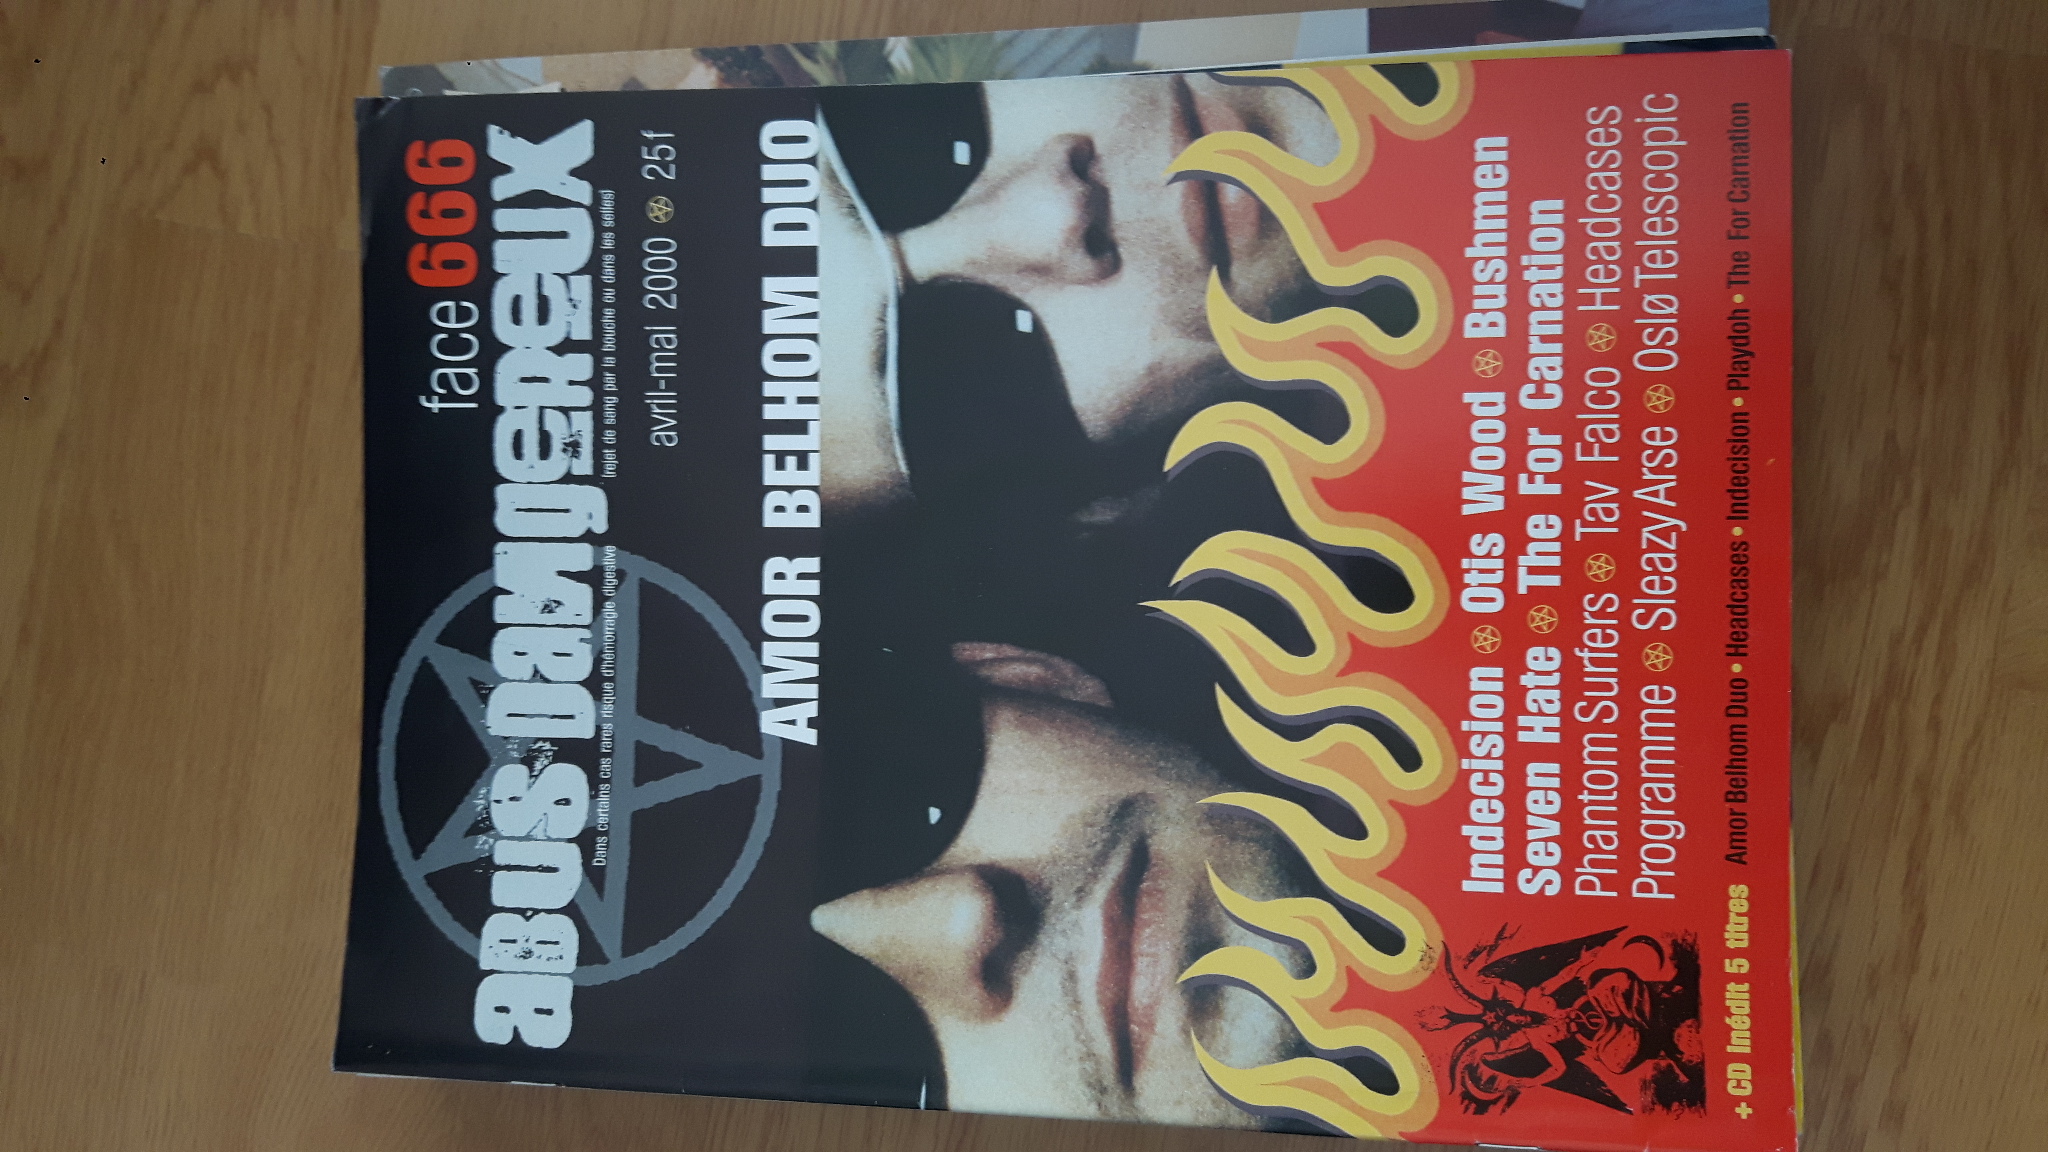 face 666
aBUS DaNgeReUX
Dans certains cas rares risque d'hémorragie digestive (rejet de sang par la bouche ou dans les selles)
avril-mai 2000 25f
AMOR BELHOM DUO
Indecision Otis Wood Bushmen
Seven Hate The For Carnation
Phantom Surfers Tav Falco Headcases
Programme Sleazy Arse OsLø Telescopic
+ CD inédit 5 titres Amor Belhom Duo • Headcases • Indecision • Playdoh • The For Carnation